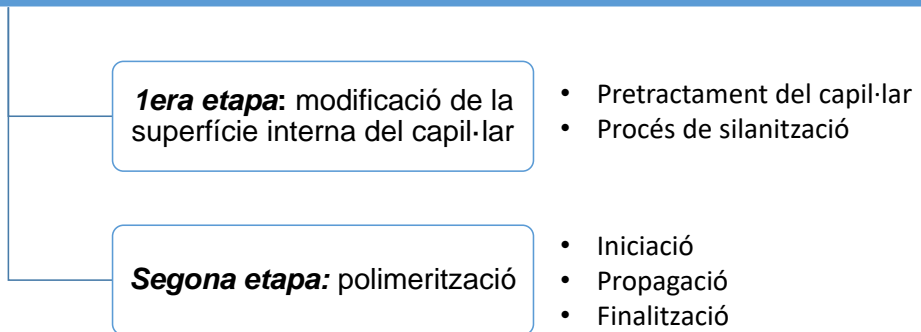 1era etapa: modificació de la
superfície interna del capil·lar
• Pretractament del capil·lar
• Procés de silanització
Segona etapa: polimerització
• Iniciació
• Propagació
• Finalització